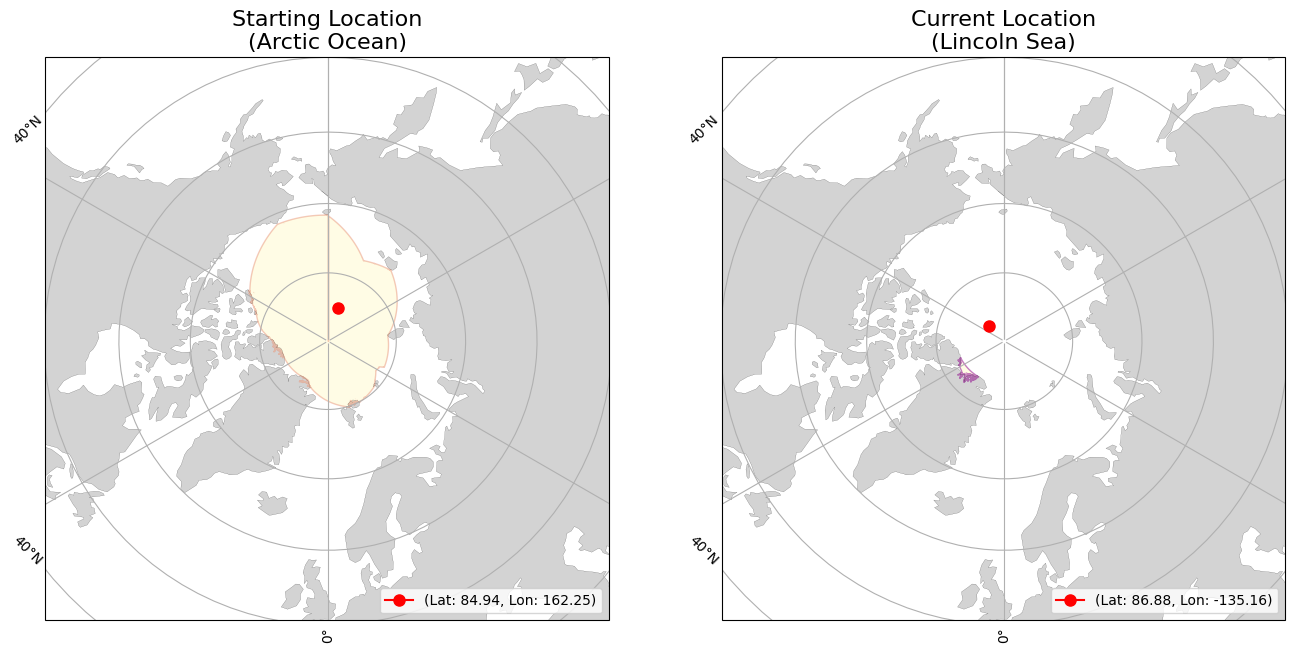 Starting Location
(Arctic Ocean)
40°N
40°N
0°
(Lat: 84.94, Lon: 162.25)
Current Location
(Lincoln Sea)
40°N
40°N
0°
(Lat: 86.88, Lon: -135.16)